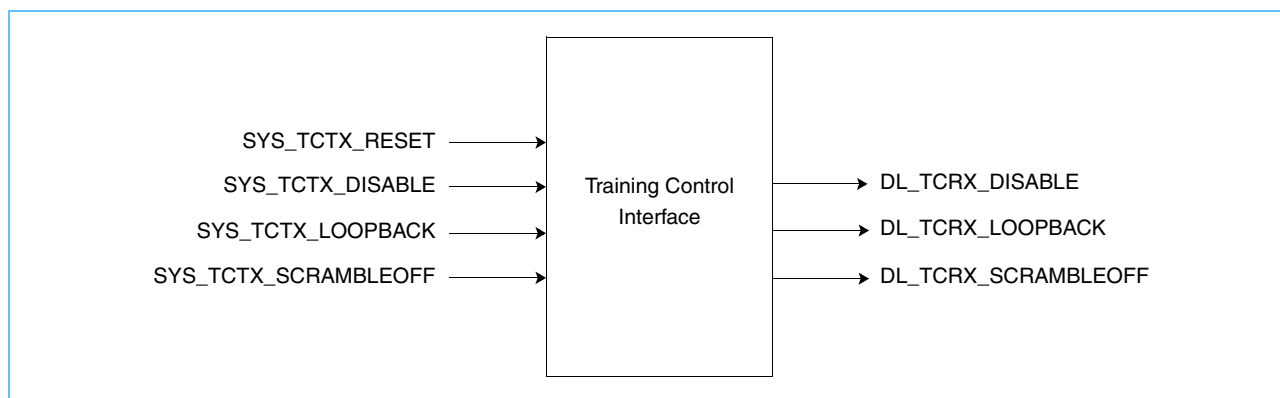 SYS_TCTX_RESET
SYS_TCTX_DISABLE
SYS_TCTX_LOOPBACK
SYS_TCTX_SCRAMBLEOFF
Training Control
Interface
DL_TCRX_DISABLE
DL_TCRX_LOOPBACK
DL_TCRX_SCRAMBLEOFF